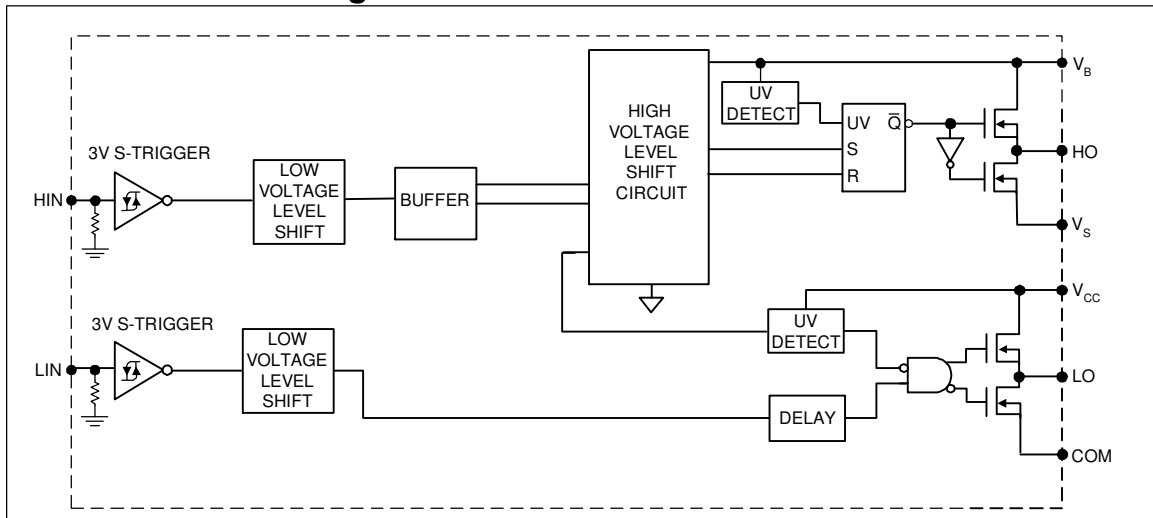 V_B
UV
DETECT
HIGH
VOLTAGE
LEVEL
SHIFT
CIRCUIT
UV
Q̅
S
R
HO
3V S-TRIGGER
LOW
VOLTAGE
LEVEL
SHIFT
BUFFER
HIN
V_S
V_CC
3V S-TRIGGER
UV
DETECT
LOW
VOLTAGE
LEVEL
SHIFT
LIN
LO
DELAY
COM